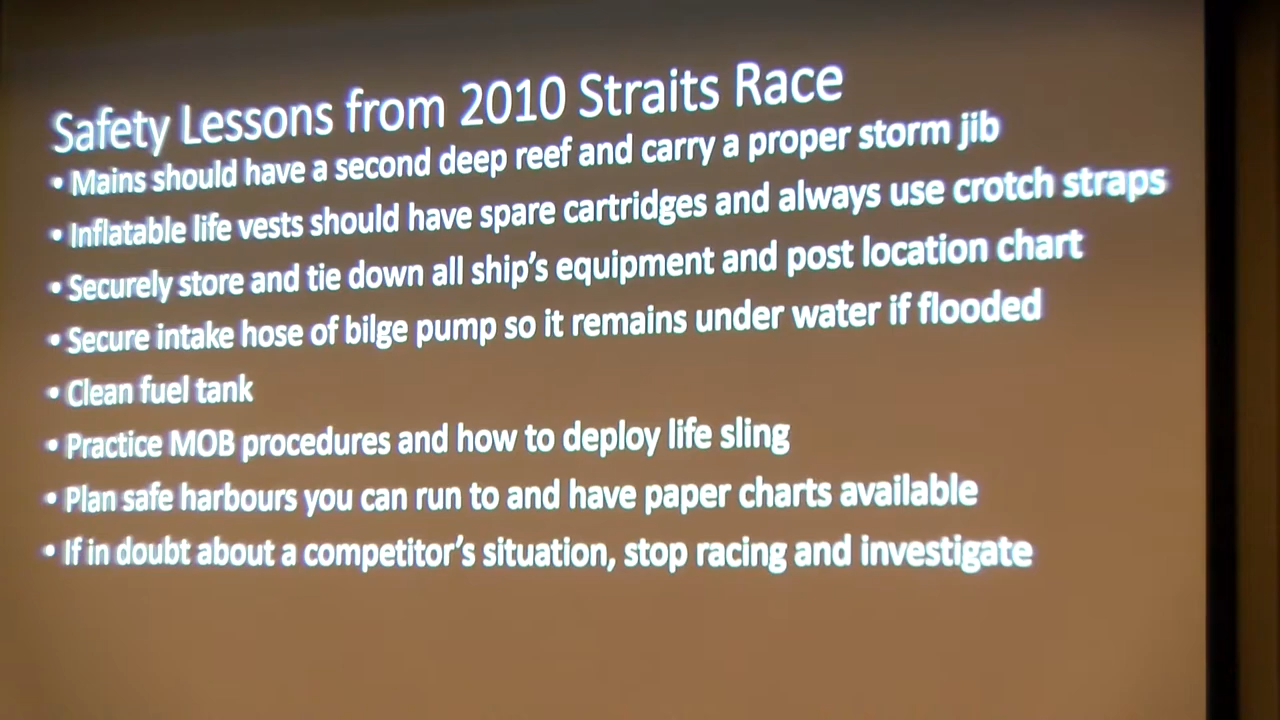 Safety Lessons from 2010 Straits Race
• Mains should have a second deep reef and carry a proper storm jib
• Inflatable life vests should have spare cartridges and always use crotch straps
• Securely store and tie down all ship’s equipment and post location chart
• Secure intake hose of bilge pump so it remains under water if flooded
• Clean fuel tank
• Practice MOB procedures and how to deploy life sling
• Plan safe harbours you can run to and have paper charts available
• If in doubt about a competitor’s situation, stop racing and investigate